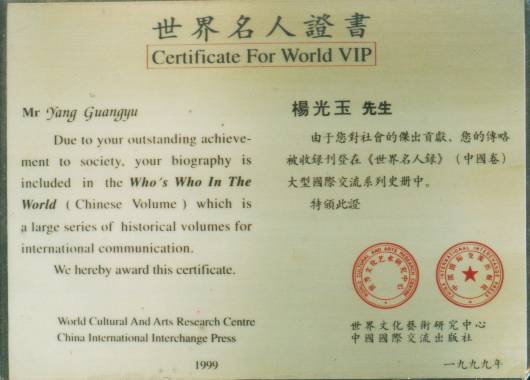 世界名人證書
Certificate For World VIP
Mr Yang Guangyu
Due to your outstanding achieve-
ment to society, your biography is
included in the Who's Who In The
World ( Chinese Volume ) which is
a large series of historical volumes for
international communication.
We hereby award this certificate.
World Cultural And Arts Research Centre
China International Interchange Press
1999
楊光玉 先生
由于您對社會的傑出貢獻，您的傳略
被收録刊登在《世界名人録》（中國卷）
大型國際交流系列史册中。
特頒此證
世界文化藝術研究中心
中國國際交流出版社
一九九九年